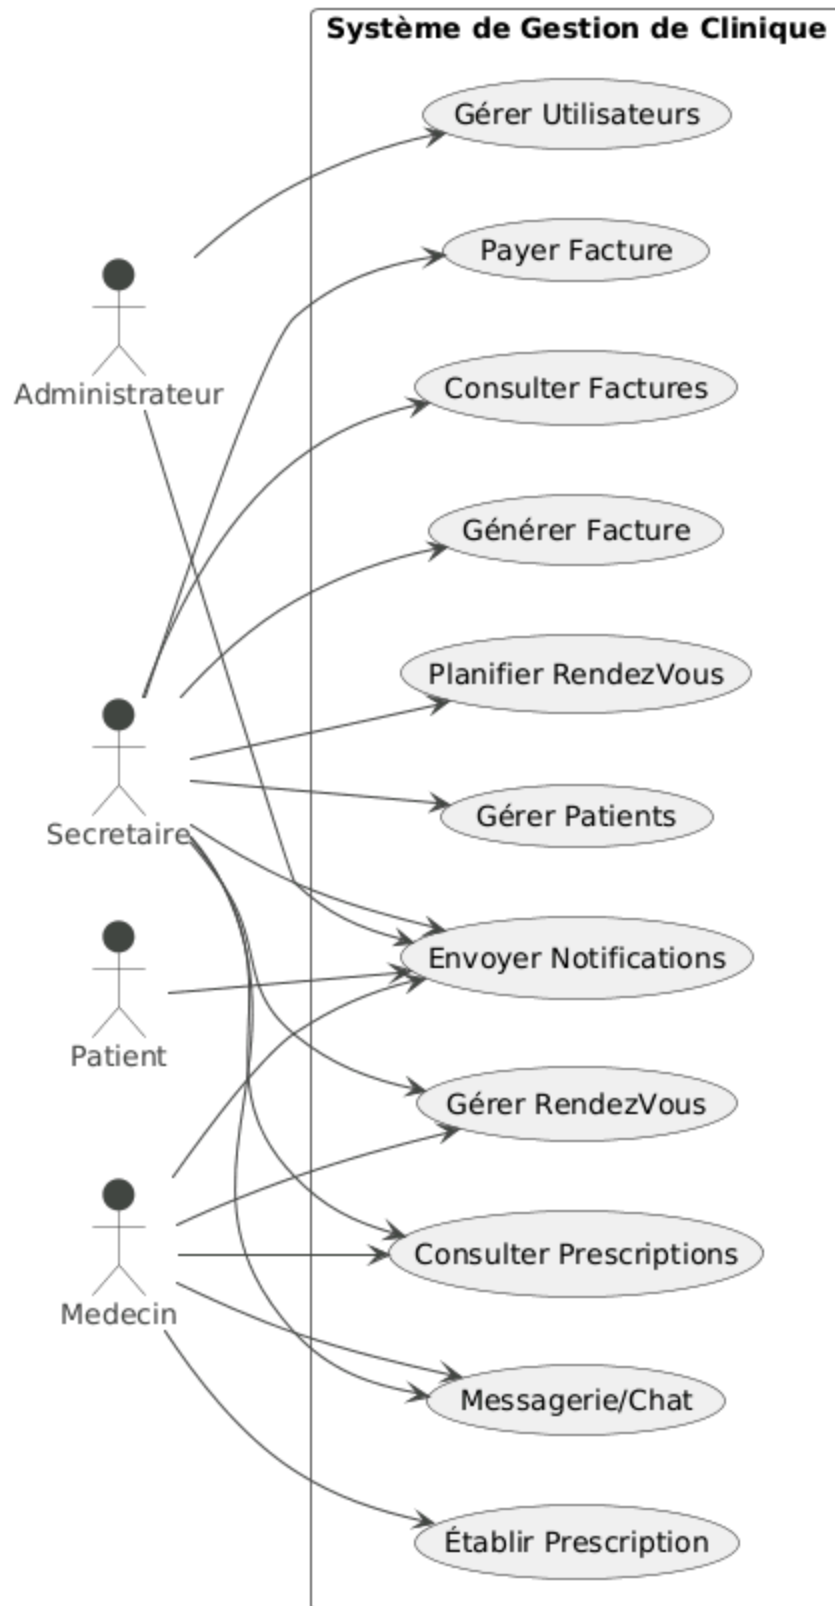 Système de Gestion de Clinique
Gérer Utilisateurs
Payer Facture
Administrateur
Consulter Factures
Générer Facture
Planifier RendezVous
Gérer Patients
Secretaire
Envoyer Notifications
Patient
Gérer RendezVous
Consulter Prescriptions
Medecin
Messagerie/Chat
Établir Prescription